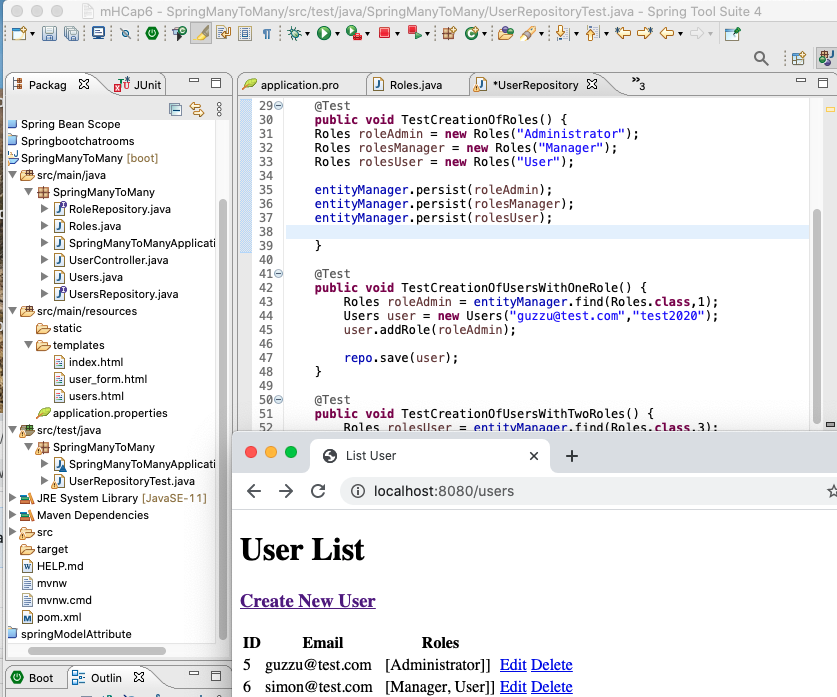 mHCap6 - SpringManyToMany/src/test/java/SpringManyToMany/UserRepositoryTest.java - Spring Tool Suite 4
Packag
JUnit
Spring Bean Scope
Springbootchatrooms
SpringManyToMany [boot]
src/main/java
SpringManyToMany
RoleRepository.java
Roles.java
SpringManyToManyApplicati
UserController.java
Users.java
UsersRepository.java
src/main/resources
static
templates
index.html
user_form.html
users.html
application.properties
src/test/java
SpringManyToMany
SpringManyToManyApplicati
UserRepositoryTest.java
JRE System Library [JavaSE-11]
Maven Dependencies
src
target
HELP.md
mvnw
mvnw.cmd
pom.xml
springModelAttribute
Boot
Outlin
application.pro
Roles.java
*UserRepository
»3
29 @Test
30 public void TestCreationOfRoles() {
31 Roles roleAdmin = new Roles("Administrator");
32 Roles rolesManager = new Roles("Manager");
33 Roles rolesUser = new Roles("User");
34
35 entityManager.persist(roleAdmin);
36 entityManager.persist(rolesManager);
37 entityManager.persist(rolesUser);
38
39 }
40
41 @Test
42 public void TestCreationOfUsersWithOneRole() {
43 Roles roleAdmin = entityManager.find(Roles.class,1);
44 Users user = new Users("guzzu@test.com","test2020");
45 user.addRole(roleAdmin);
46
47 repo.save(user);
48 }
49
50 @Test
51 public void TestCreationOfUsersWithTwoRoles() {
52 Roles rolesUser = entityManager.find(Roles.class,3);
List User
localhost:8080/users
User List
Create New User
ID Email Roles
5 guzzu@test.com [Administrator]] Edit Delete
6 simon@test.com [Manager, User]] Edit Delete